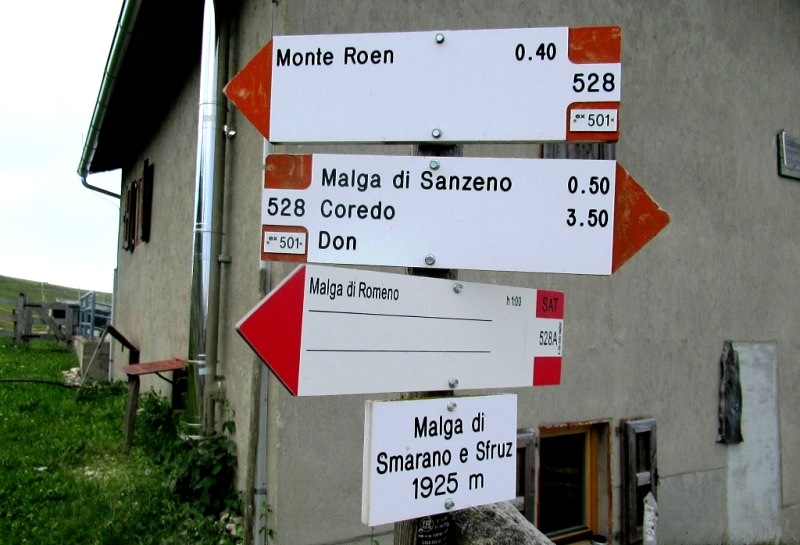 Monte Roen 0.40
528
ex 501
Malga di Sanzeno 0.50
528 Coredo 3.50
ex 501 Don
Malga di Romeno h 1:00 SAT
528A
Malga di
Smarano e Sfruz
1925 m